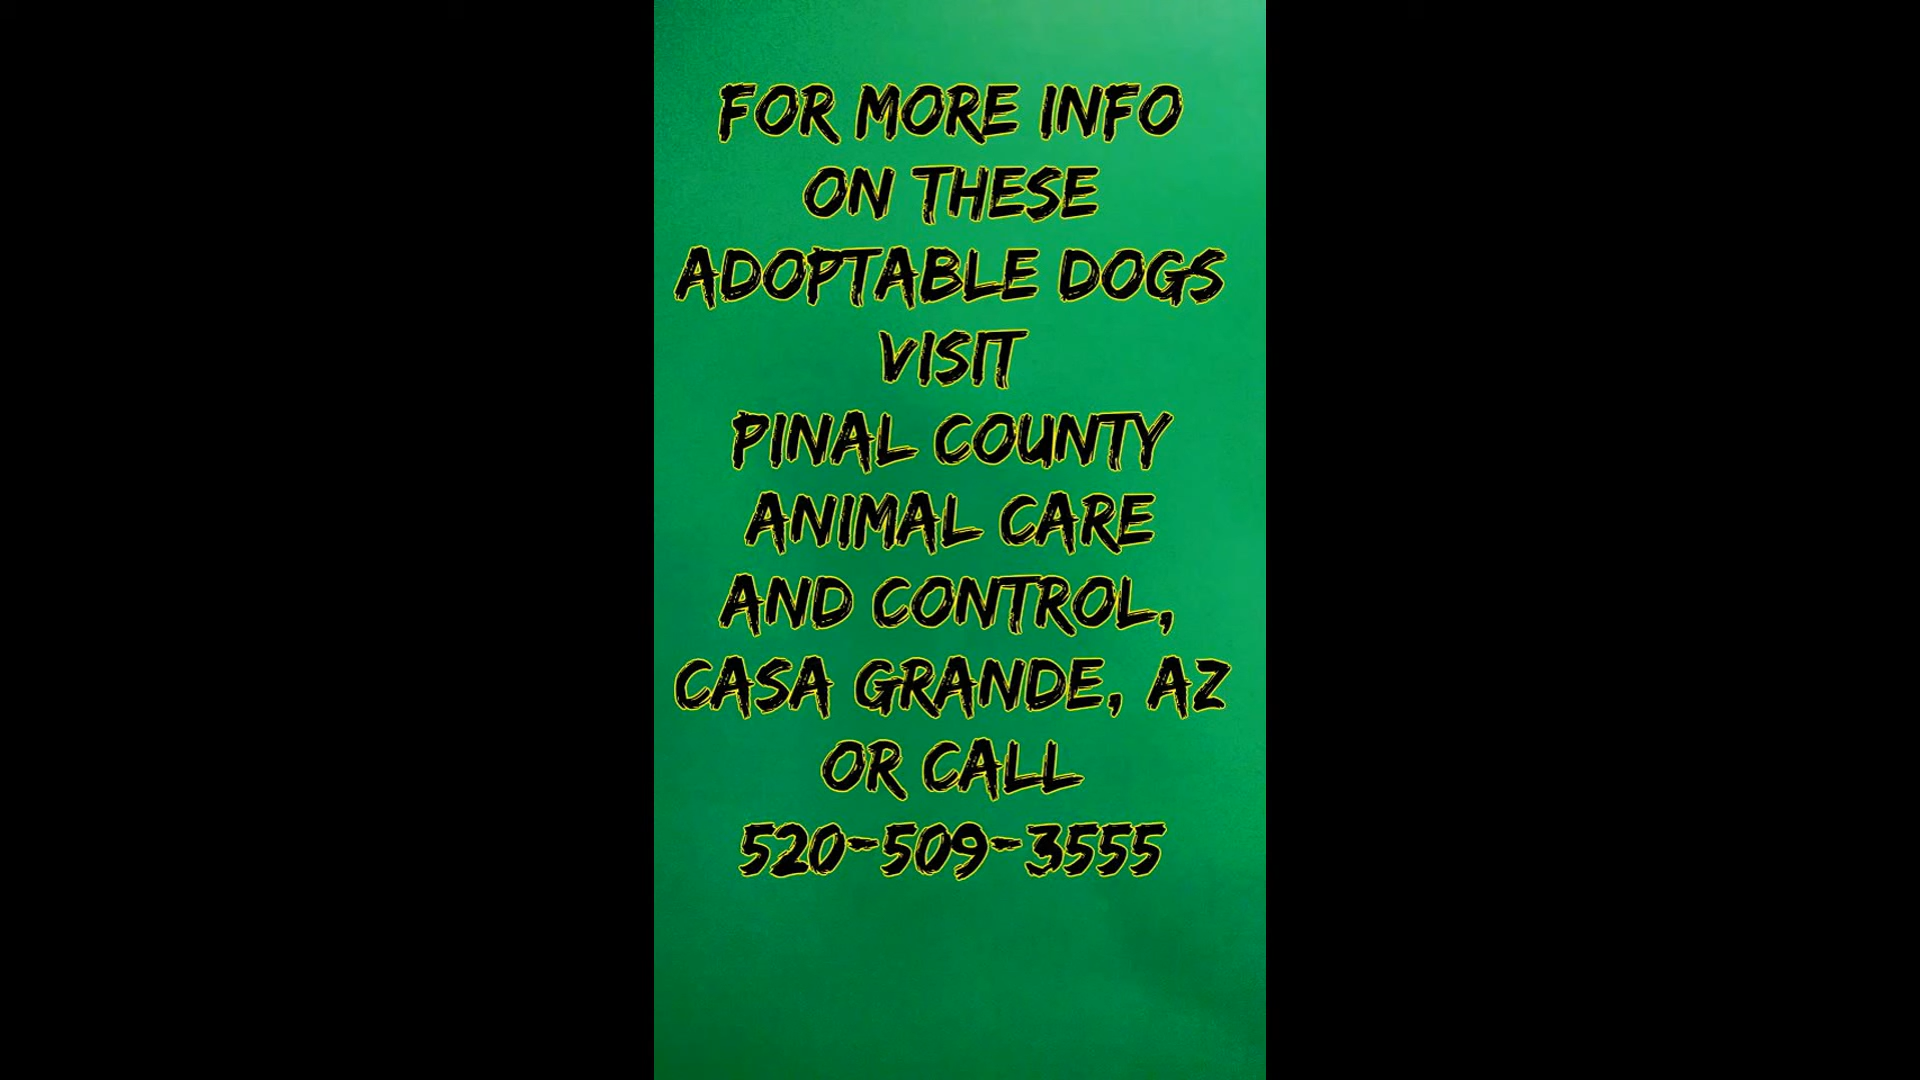 FOR MORE INFO
ON THESE
ADOPTABLE DOGS
VISIT
PINAL COUNTY
ANIMAL CARE
AND CONTROL,
CASA GRANDE, AZ
OR CALL
520-509-3555